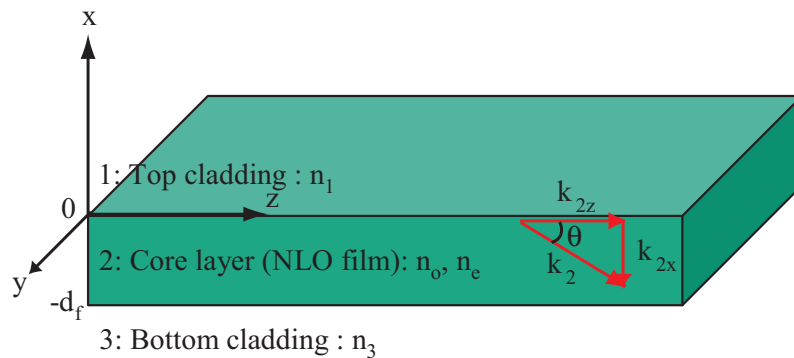 x
1: Top cladding : n₁
0
z
k₂z
θ
k₂
k₂x
2: Core layer (NLO film): nₒ, nₑ
y
-d_f
3: Bottom cladding : n₃